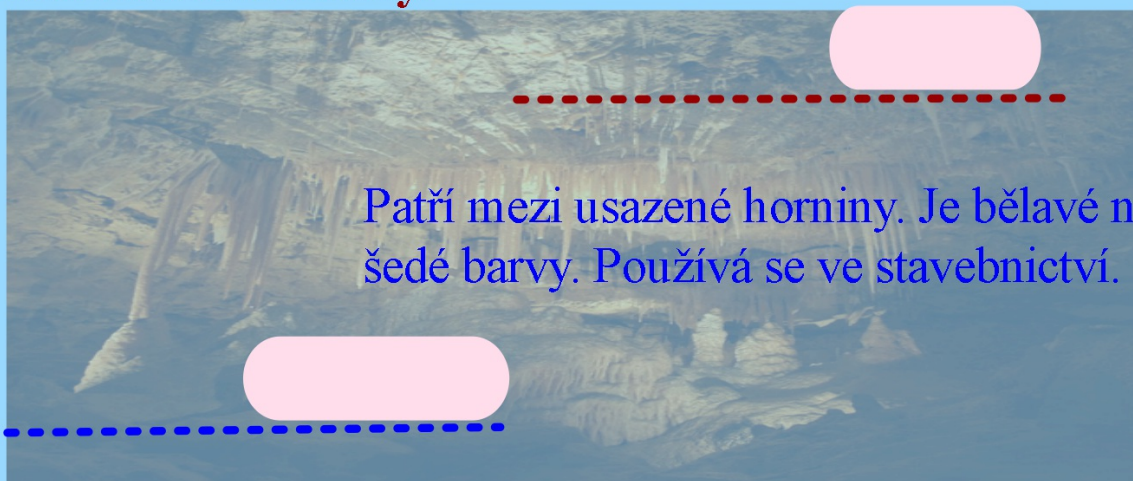 Patří mezi usazené horniny. Je bělavé n
šedé barvy. Používá se ve stavebnictví.